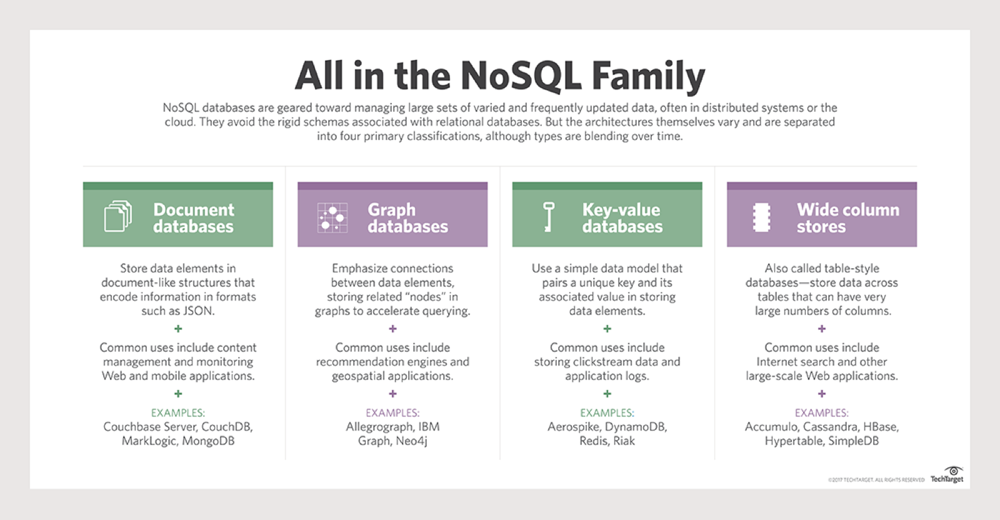 All in the NoSQL Family
NoSQL databases are geared toward managing large sets of varied and frequently updated data, often in distributed systems or the
cloud. They avoid the rigid schemas associated with relational databases. But the architectures themselves vary and are separated
into four primary classifications, although types are blending over time.
Document
databases
Store data elements in
document-like structures that
encode information in formats
such as JSON.
+
Common uses include content
management and monitoring
Web and mobile applications.
+
EXAMPLES:
Couchbase Server, CouchDB,
MarkLogic, MongoDB
Graph
databases
Emphasize connections
between data elements,
storing related “nodes” in
graphs to accelerate querying.
+
Common uses include
recommendation engines and
geospatial applications.
+
EXAMPLES:
Allegrograph, IBM
Graph, Neo4j
Key-value
databases
Use a simple data model that
pairs a unique key and its
associated value in storing
data elements.
+
Common uses include
storing clickstream data and
application logs.
+
EXAMPLES:
Aerospike, DynamoDB,
Redis, Riak
Wide column
stores
Also called table-style
databases—store data across
tables that can have very
large numbers of columns.
+
Common uses include
Internet search and other
large-scale Web applications.
+
EXAMPLES:
Accumulo, Cassandra, HBase,
Hypertable, SimpleDB
©2017 TECHTARGET. ALL RIGHTS RESERVED
TechTarget